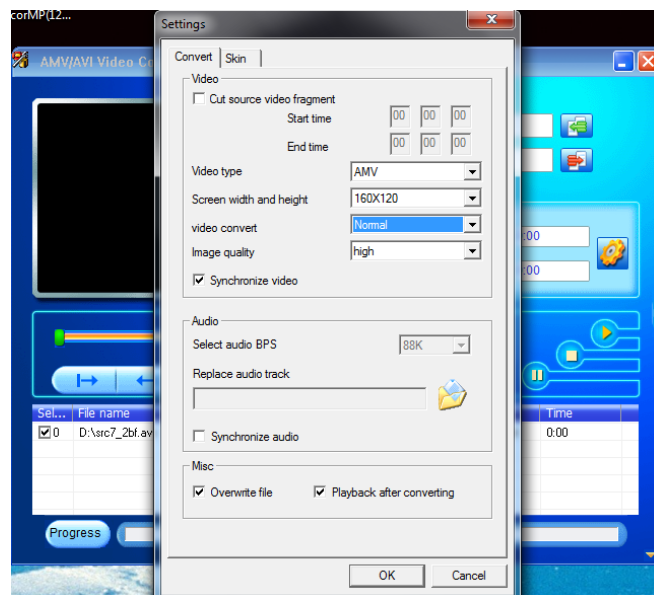 corMP(12...
Settings
AMV/AVI Video Co
Convert Skin
Video
Cut source video fragment
Start time 00 00 00
End time 00 00 00
Video type AMV
Screen width and height 160X120
video convert Normal
Image quality high
Synchronize video
:00
:00
Audio
Select audio BPS 88K
Replace audio track
Synchronize audio
Sel... File name Time
0 D:\src7_2bf.av 0:00
Misc
Overwrite file Playback after converting
Progress
OK Cancel